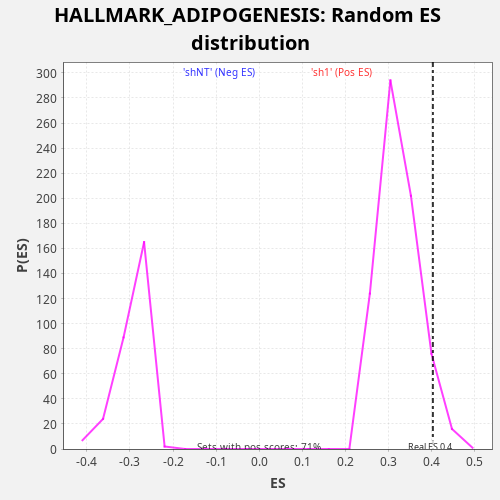 HALLMARK_ADIPOGENESIS: Random ES
distribution
'shNT' (Neg ES)
'sh1' (Pos ES)
300
280
260
240
220
200
180
160
140
120
100
80
60
40
20
0
P(ES)
Sets with pos scores: 71%
Real ES 0.4
-0.4 -0.3 -0.2 -0.1 0.0 0.1 0.2 0.3 0.4 0.5
ES